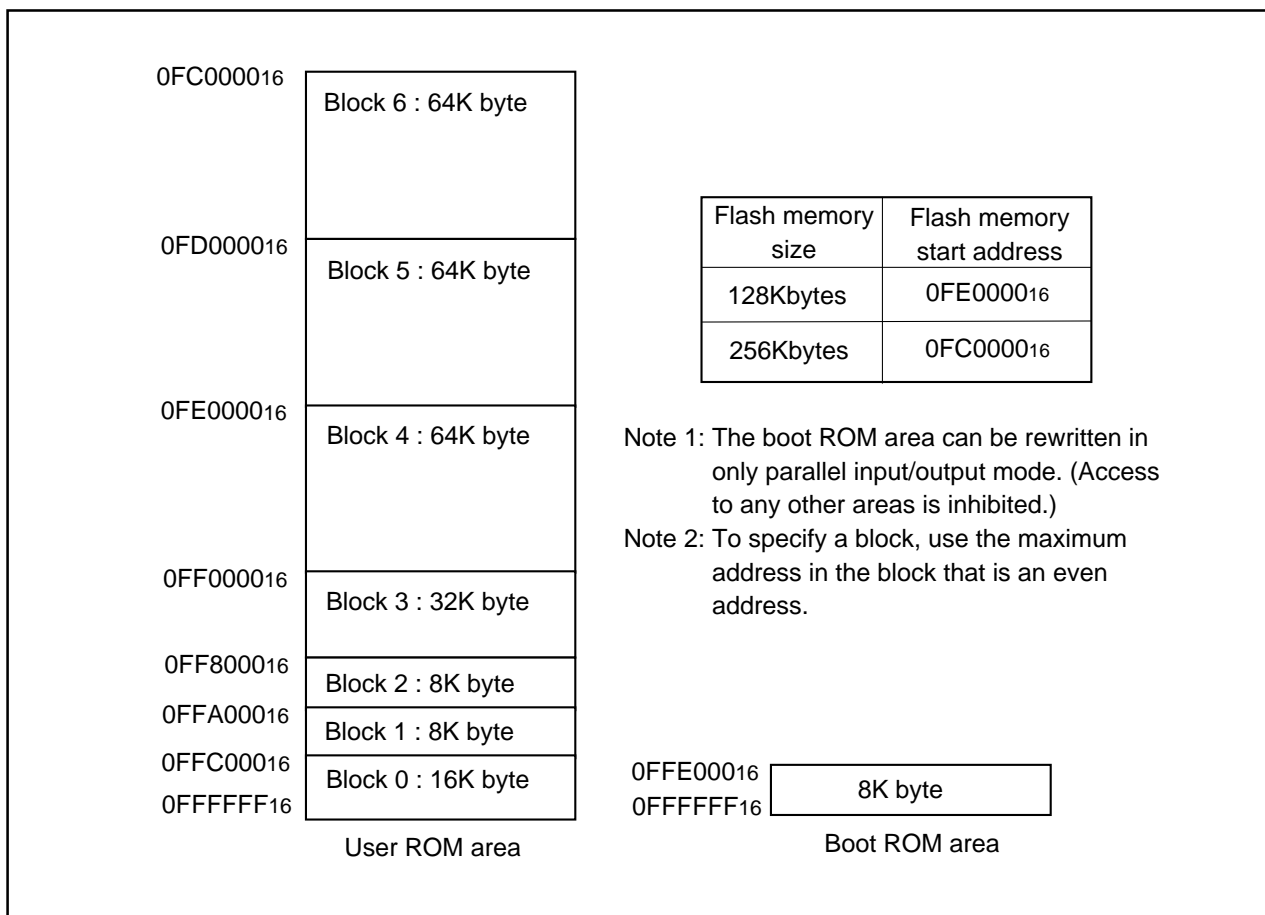 0FC000016
Block 6 : 64K byte
0FD000016
Block 5 : 64K byte
0FE000016
Block 4 : 64K byte
0FF000016
Block 3 : 32K byte
0FF800016
Block 2 : 8K byte
0FFA00016
Block 1 : 8K byte
0FFC00016
Block 0 : 16K byte
0FFFFFF16
User ROM area
Flash memory size
Flash memory start address
128Kbytes
0FE000016
256Kbytes
0FC000016
Note 1: The boot ROM area can be rewritten in
only parallel input/output mode. (Access
to any other areas is inhibited.)
Note 2: To specify a block, use the maximum
address in the block that is an even
address.
0FFE00016
0FFFFFF16
8K byte
Boot ROM area